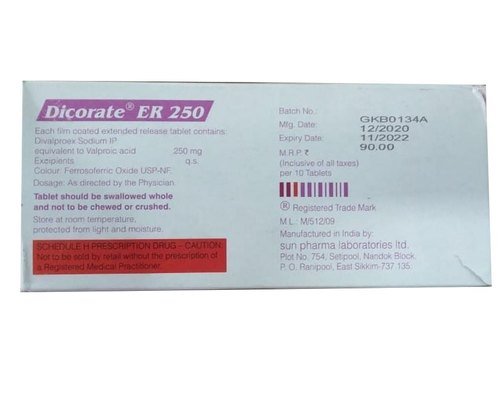 Dicorate® ER 250
Each film coated extended release tablet contains:
Divalproex Sodium IP
equivalent to Valproic acid 250 mg
Excipients q.s.
Colour: Ferrosoferric Oxide USP-NF.
Dosage: As directed by the Physician.
Tablet should be swallowed whole
and not to be chewed or crushed.
Store at room temperature,
protected from light and moisture.
SCHEDULE H-PRESCRIPTION DRUG – CAUTION:
Not to be sold by retail without the prescription of
a Registered Medical Practitioner.
Batch No.: GKB0134A
Mfg. Date: 12/2020
Expiry Date: 11/2022
M.R.P. ₹ 90.00
(Inclusive of all taxes)
per 10 Tablets
® Registered Trade Mark
M.L.: M/512/09
Manufactured in India by:
sun pharma laboratories ltd.
Plot No. 754, Setipool, Nandok Block,
P. O. Ranipool, East Sikkim-737 135.